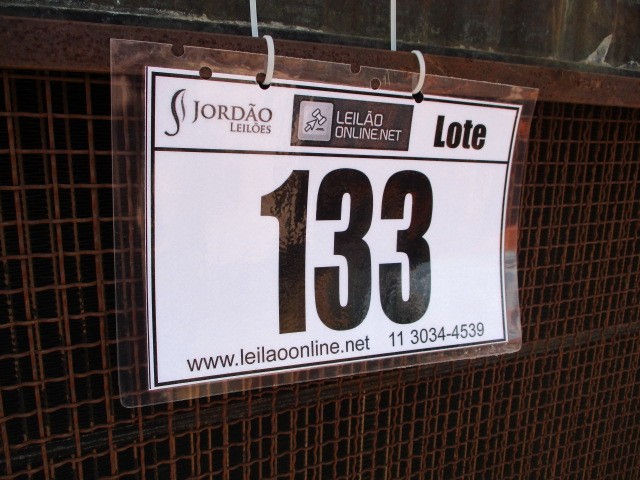 JORDÃO
LEILÕES
LEILÃO
ONLINE.NET
Lote
133
www.leilaoonline.net 11 3034-4539